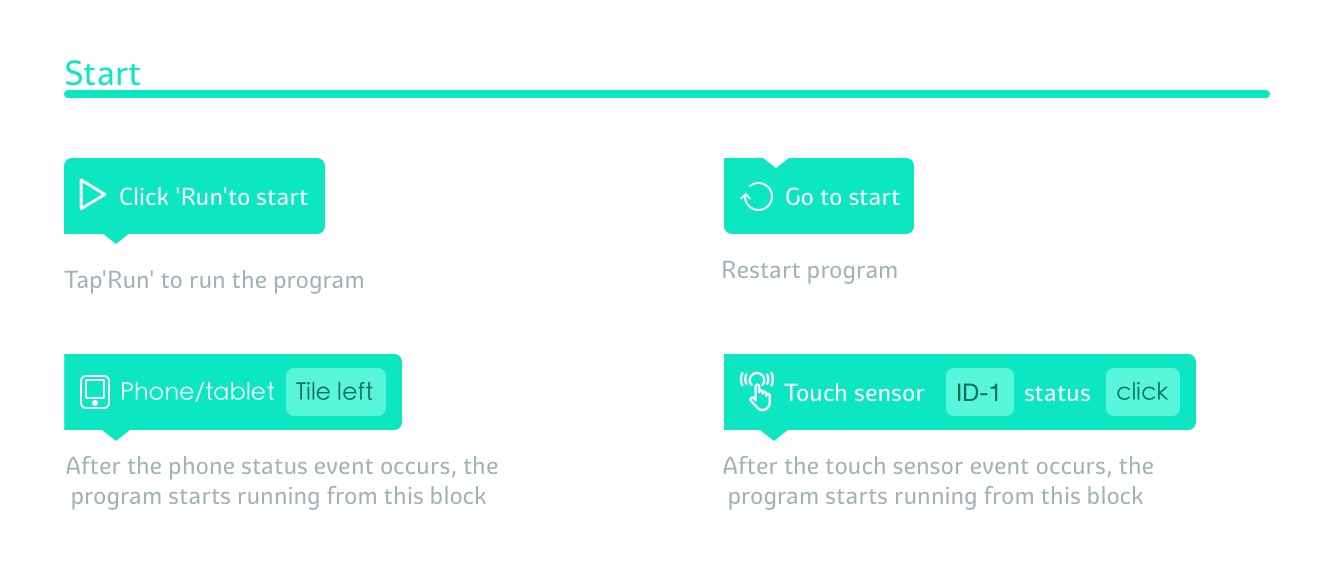 Start
Click 'Run'to start
Go to start
Tap'Run' to run the program
Restart program
Phone/tablet Tile left
Touch sensor ID-1 status click
After the phone status event occurs, the
program starts running from this block
After the touch sensor event occurs, the
program starts running from this block